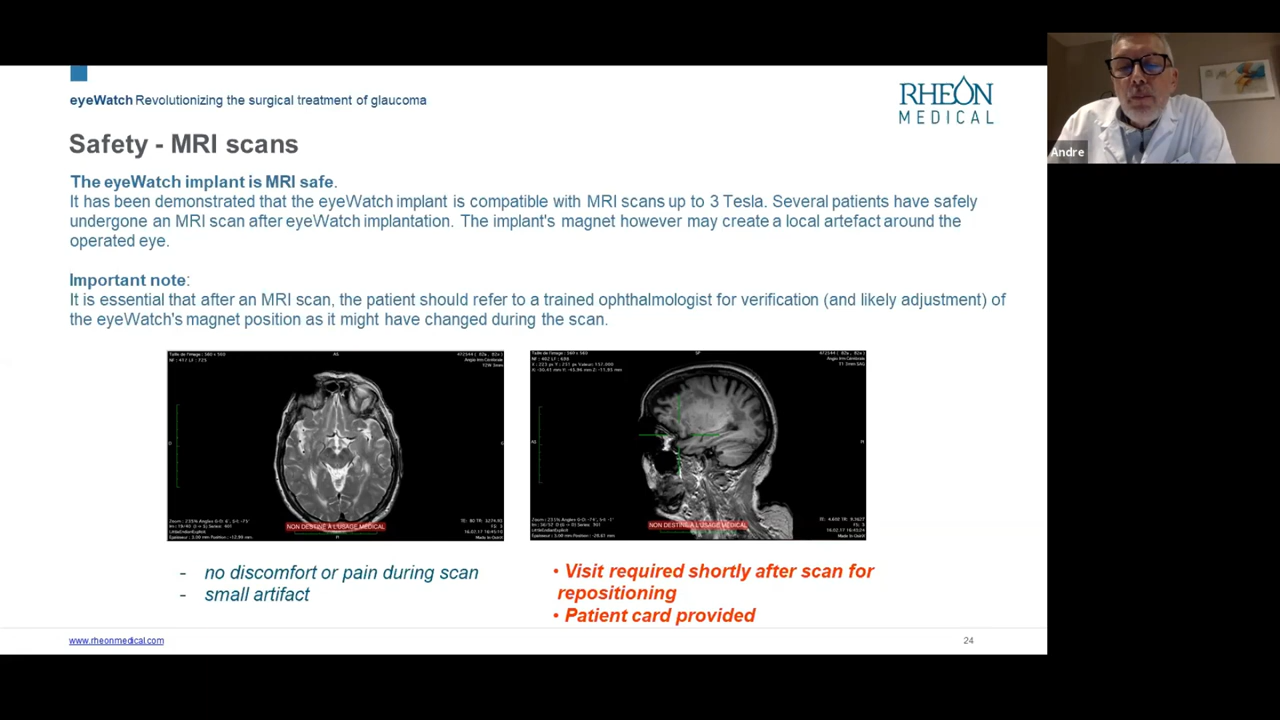 eyeWatch Revolutionizing the surgical treatment of glaucoma
RHEON
MEDICAL
Andre
Safety - MRI scans
The eyeWatch implant is MRI safe.
It has been demonstrated that the eyeWatch implant is compatible with MRI scans up to 3 Tesla. Several patients have safely
undergone an MRI scan after eyeWatch implantation. The implant's magnet however may create a local artefact around the
operated eye.
Important note:
It is essential that after an MRI scan, the patient should refer to a trained ophthalmologist for verification (and likely adjustment) of
the eyeWatch's magnet position as it might have changed during the scan.
NON DESTINÉ À L'USAGE MÉDICAL
NON DESTINÉ À L'USAGE MÉDICAL
- no discomfort or pain during scan
- small artifact
• Visit required shortly after scan for
repositioning
• Patient card provided
www.rheonmedical.com
24